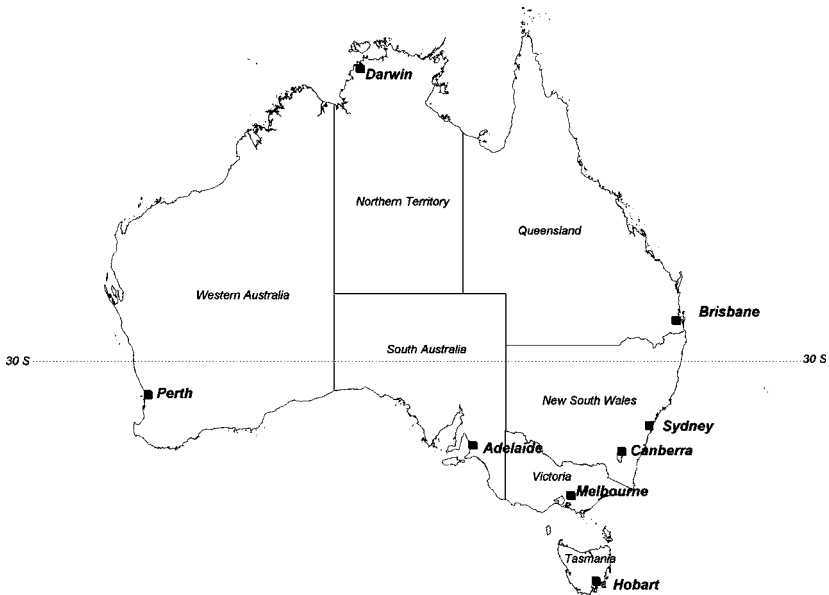 Darwin
Northern Territory
Queensland
Western Australia
Brisbane
South Australia
30 S
30 S
Perth
New South Wales
Sydney
Adelaide
Canberra
Victoria
Melbourne
Tasmania
Hobart